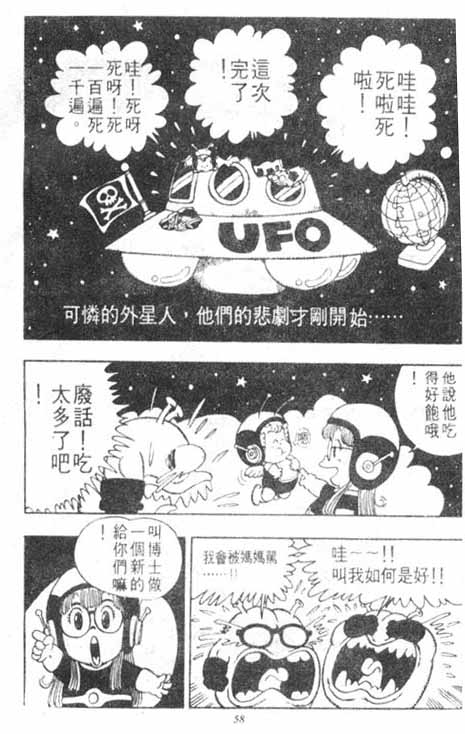 哇哇！
死啦死
啦！
這次
完了
！
哇！死呀
死呀！死
一百遍死
一千遍。
UFO
可憐的外星人，他們的悲劇才剛開始……
他說他吃
得好飽哦
！
嗝
廢話！吃
太多了吧
！
哇~~!!
叫我如何是好!!
我會被媽媽罵
……!!
叫博士做
一個新的
給你們嘛
！
58